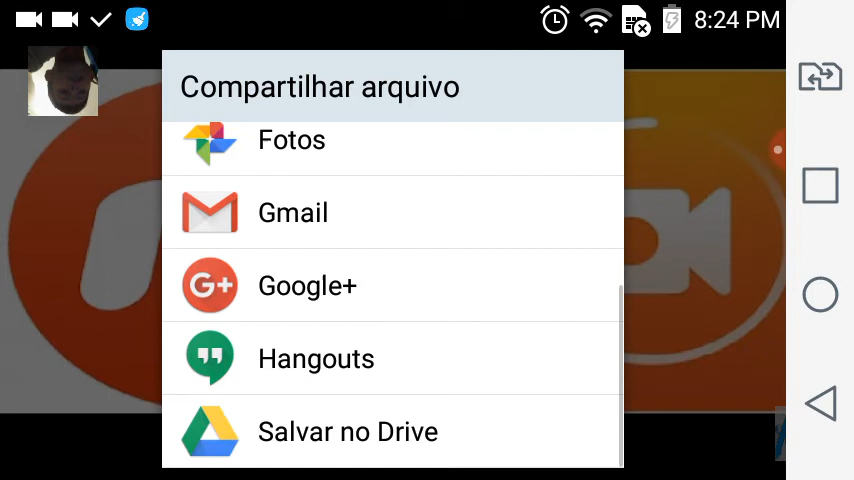 8:24 PM
Compartilhar arquivo
Fotos
Gmail
G+ Google+
Hangouts
Salvar no Drive